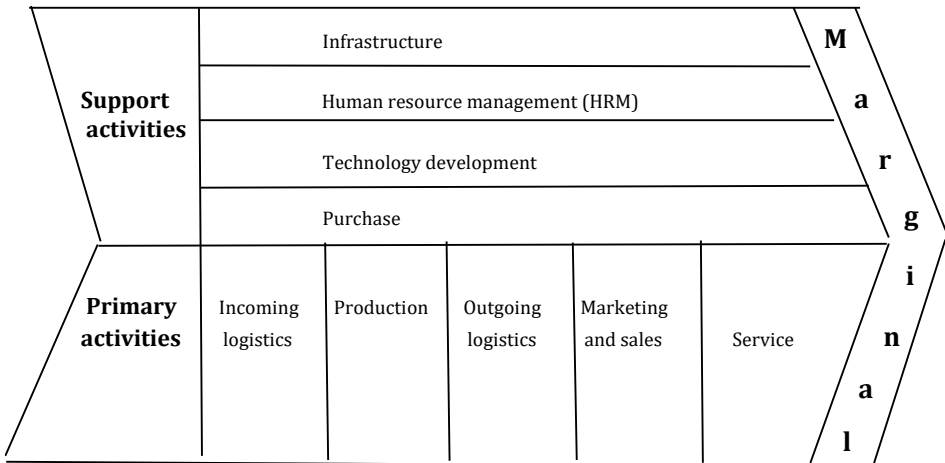 Infrastructure
Support
activities
Human resource management (HRM)
Technology development
Purchase
Primary
activities
Incoming
logistics
Production
Outgoing
logistics
Marketing
and sales
Service
Marginal